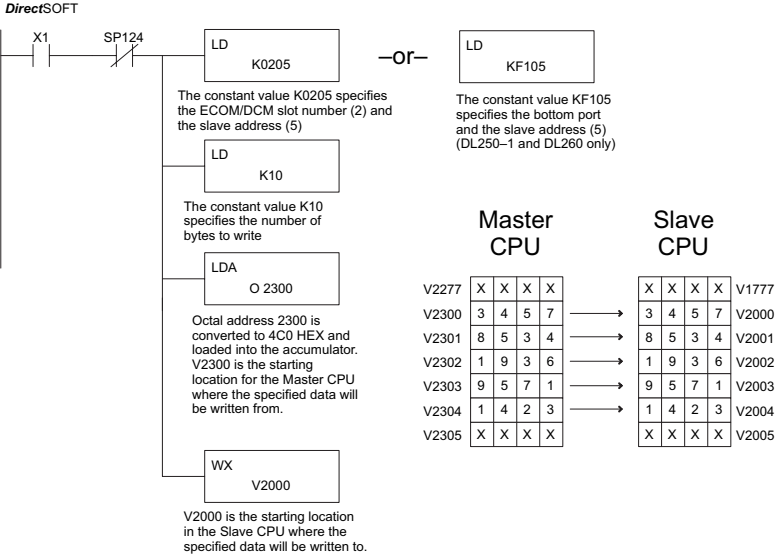 DirectSOFT
X1
SP124
LD
K0205
–or–
LD
KF105
The constant value K0205 specifies
the ECOM/DCM slot number (2) and
the slave address (5)
The constant value KF105
specifies the bottom port
and the slave address (5)
(DL250–1 and DL260 only)
LD
K10
The constant value K10
specifies the number of
bytes to write
LDA
O 2300
Octal address 2300 is
converted to 4C0 HEX and
loaded into the accumulator.
V2300 is the starting
location for the Master CPU
where the specified data will
be written from.
WX
V2000
V2000 is the starting location
in the Slave CPU where the
specified data will be written to.
Master
CPU
Slave
CPU
V2277 X X X X X X X X V1777
V2300 3 4 5 7 3 4 5 7 V2000
V2301 8 5 3 4 8 5 3 4 V2001
V2302 1 9 3 6 1 9 3 6 V2002
V2303 9 5 7 1 9 5 7 1 V2003
V2304 1 4 2 3 1 4 2 3 V2004
V2305 X X X X X X X X V2005